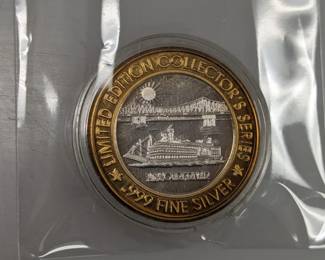 LIMITED EDITION COLLECTOR'S SERIES
.999 FINE SILVER